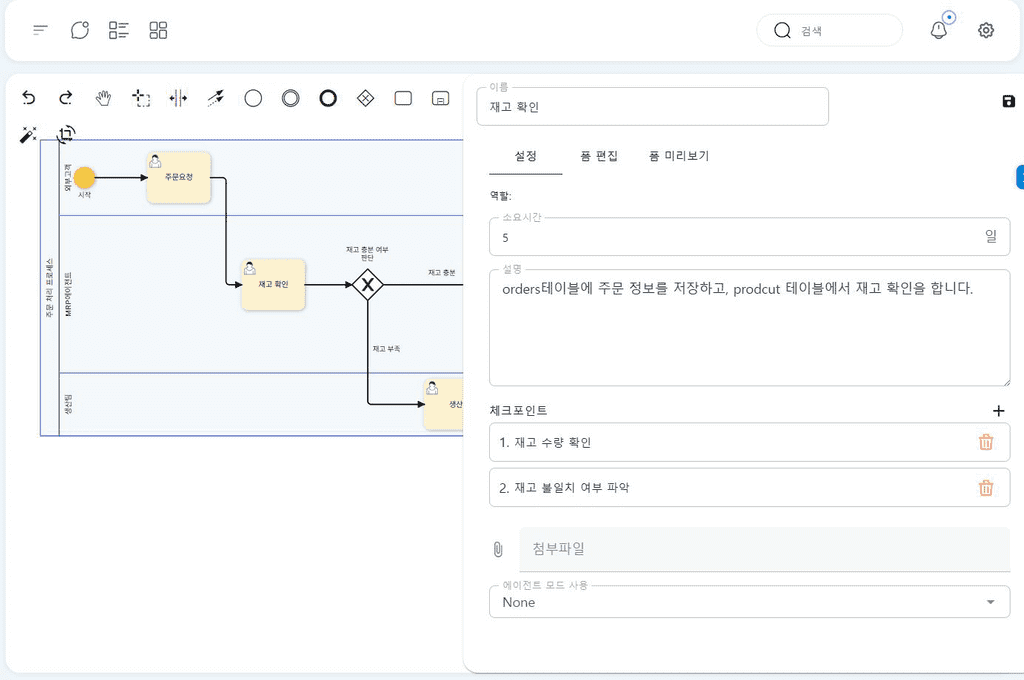 검색
이름
재고 확인
설정
폼 편집
폼 미리보기
역할:
소요시간
5
일
설명
orders테이블에 주문 정보를 저장하고, prodcut 테이블에서 재고 확인을 합니다.
체크포인트
1. 재고 수량 확인
2. 재고 불일치 여부 파악
첨부파일
에이전트 모드 사용
None
주문 처리 프로세스
외부고객
시작
주문요청
MRP에이전트
재고 확인
재고 충분 여부
판단
재고 충분
재고 부족
생산팀
생산